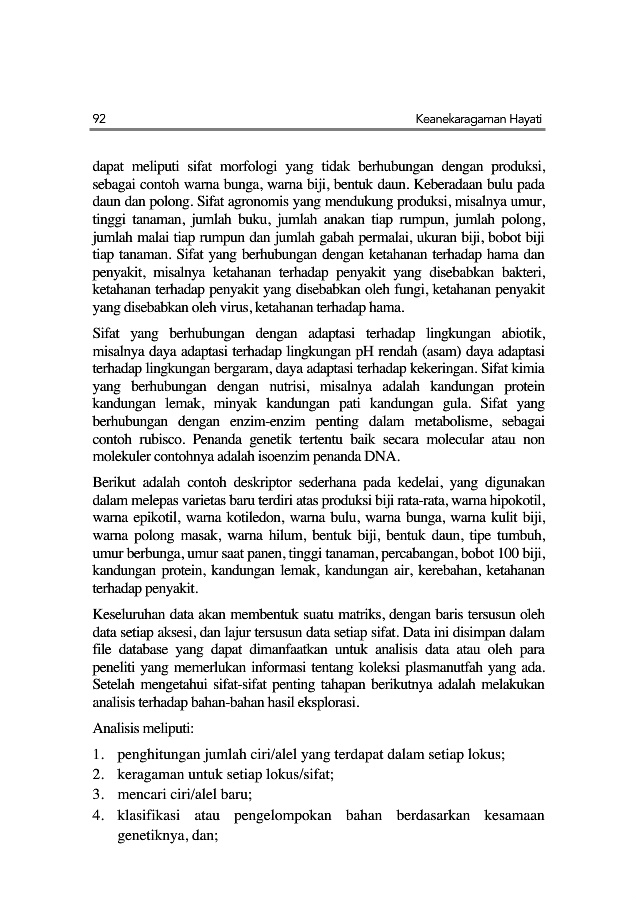 92 Keanekaragaman Hayati
dapat meliputi sifat morfologi yang tidak berhubungan dengan produksi,
sebagai contoh warna bunga, warna biji, bentuk daun. Keberadaan bulu pada
daun dan polong. Sifat agronomis yang mendukung produksi, misalnya umur,
tinggi tanaman, jumlah buku, jumlah anakan tiap rumpun, jumlah polong,
jumlah malai tiap rumpun dan jumlah gabah permalai, ukuran biji, bobot biji
tiap tanaman. Sifat yang berhubungan dengan ketahanan terhadap hama dan
penyakit, misalnya ketahanan terhadap penyakit yang disebabkan bakteri,
ketahanan terhadap penyakit yang disebabkan oleh fungi, ketahanan penyakit
yang disebabkan oleh virus, ketahanan terhadap hama.
Sifat yang berhubungan dengan adaptasi terhadap lingkungan abiotik,
misalnya daya adaptasi terhadap lingkungan pH rendah (asam) daya adaptasi
terhadap lingkungan bergaram, daya adaptasi terhadap kekeringan. Sifat kimia
yang berhubungan dengan nutrisi, misalnya adalah kandungan protein
kandungan lemak, minyak kandungan pati kandungan gula. Sifat yang
berhubungan dengan enzim-enzim penting dalam metabolisme, sebagai
contoh rubisco. Penanda genetik tertentu baik secara molecular atau non
molekuler contohnya adalah isoenzim penanda DNA.
Berikut adalah contoh deskriptor sederhana pada kedelai, yang digunakan
dalam melepas varietas baru terdiri atas produksi biji rata-rata, warna hipokotil,
warna epikotil, warna kotiledon, warna bulu, warna bunga, warna kulit biji,
warna polong masak, warna hilum, bentuk biji, bentuk daun, tipe tumbuh,
umur berbunga, umur saat panen, tinggi tanaman, percabangan, bobot 100 biji,
kandungan protein, kandungan lemak, kandungan air, kerebahan, ketahanan
terhadap penyakit.
Keseluruhan data akan membentuk suatu matriks, dengan baris tersusun oleh
data setiap aksesi, dan lajur tersusun data setiap sifat. Data ini disimpan dalam
file database yang dapat dimanfaatkan untuk analisis data atau oleh para
peneliti yang memerlukan informasi tentang koleksi plasmanutfah yang ada.
Setelah mengetahui sifat-sifat penting tahapan berikutnya adalah melakukan
analisis terhadap bahan-bahan hasil eksplorasi.
Analisis meliputi:
1. penghitungan jumlah ciri/alel yang terdapat dalam setiap lokus;
2. keragaman untuk setiap lokus/sifat;
3. mencari ciri/alel baru;
4. klasifikasi atau pengelompokan bahan berdasarkan kesamaan
genetiknya, dan;